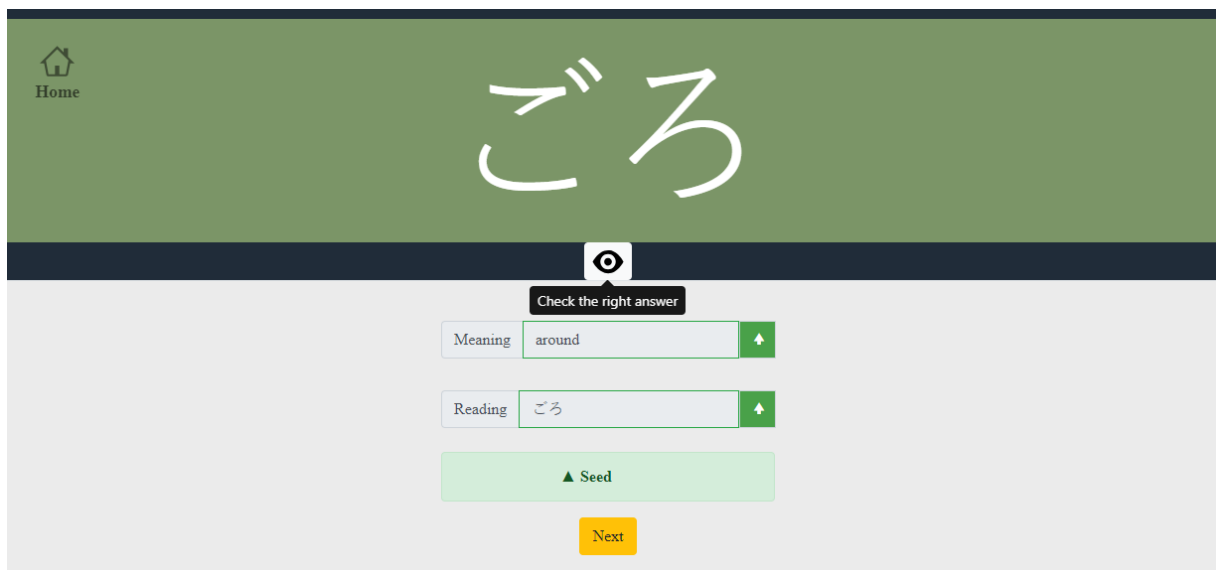 ごろ
Home
Check the right answer
Meaning around
Reading ごろ
▲ Seed
Next